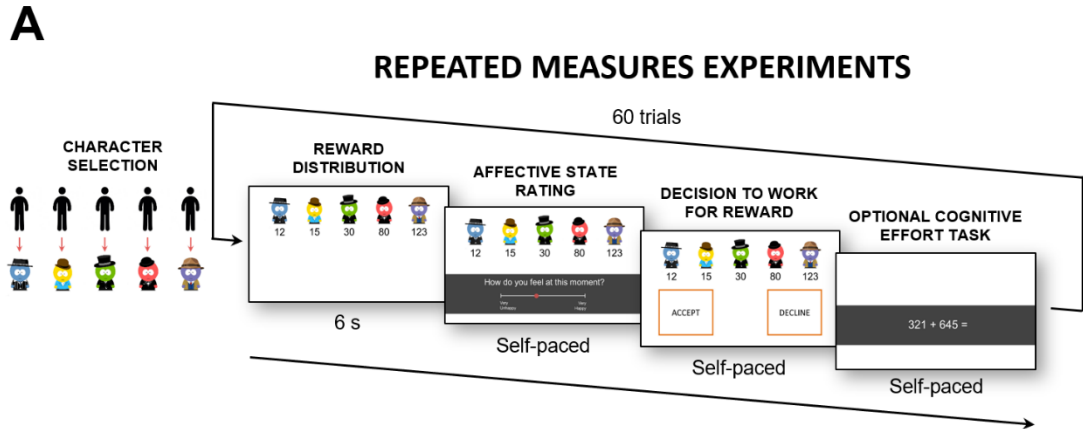 A
REPEATED MEASURES EXPERIMENTS
60 trials
CHARACTER
SELECTION
REWARD
DISTRIBUTION
12 15 30 80 123
6 s
AFFECTIVE STATE
RATING
12 15 30 80 123
How do you feel at this moment?
Very
Unhappy
Very
Happy
Self-paced
DECISION TO WORK
FOR REWARD
12 15 30 80 123
ACCEPT
DECLINE
Self-paced
OPTIONAL COGNITIVE
EFFORT TASK
321 + 645 =
Self-paced